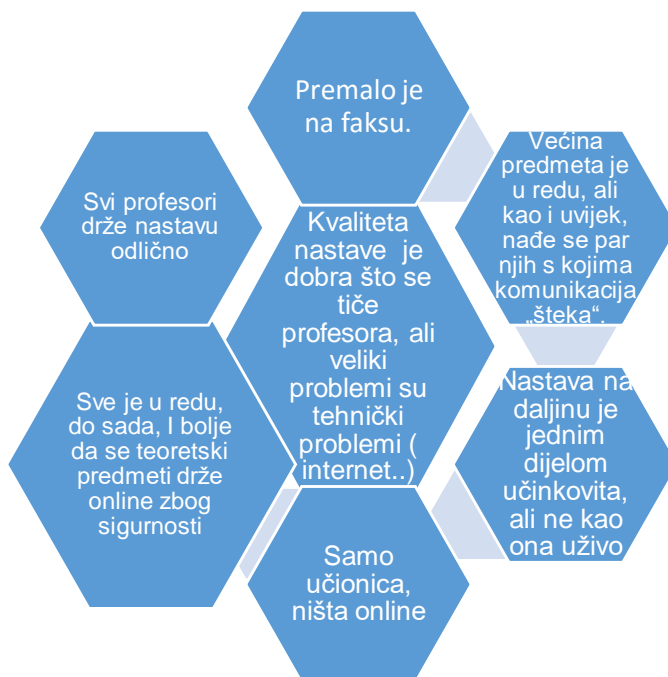 Premalo je
na faksu.
Većina
predmeta je
u redu, ali
kao i uvijek,
nađe se par
njih s kojima
komunikacija
„šteka“.
Svi profesori
drže nastavu
odlično
Kvaliteta
nastave je
dobra što se
tiče
profesora, ali
veliki
problemi su
tehnički
problemi (
internet..)
Nastava na
daljinu je
jednim
dijelom
učinkovita,
ali ne kao
ona uživo
Sve je u redu,
do sada, I bolje
da se teoretski
predmeti drže
online zbog
sigurnosti
Samo
učionica,
ništa online